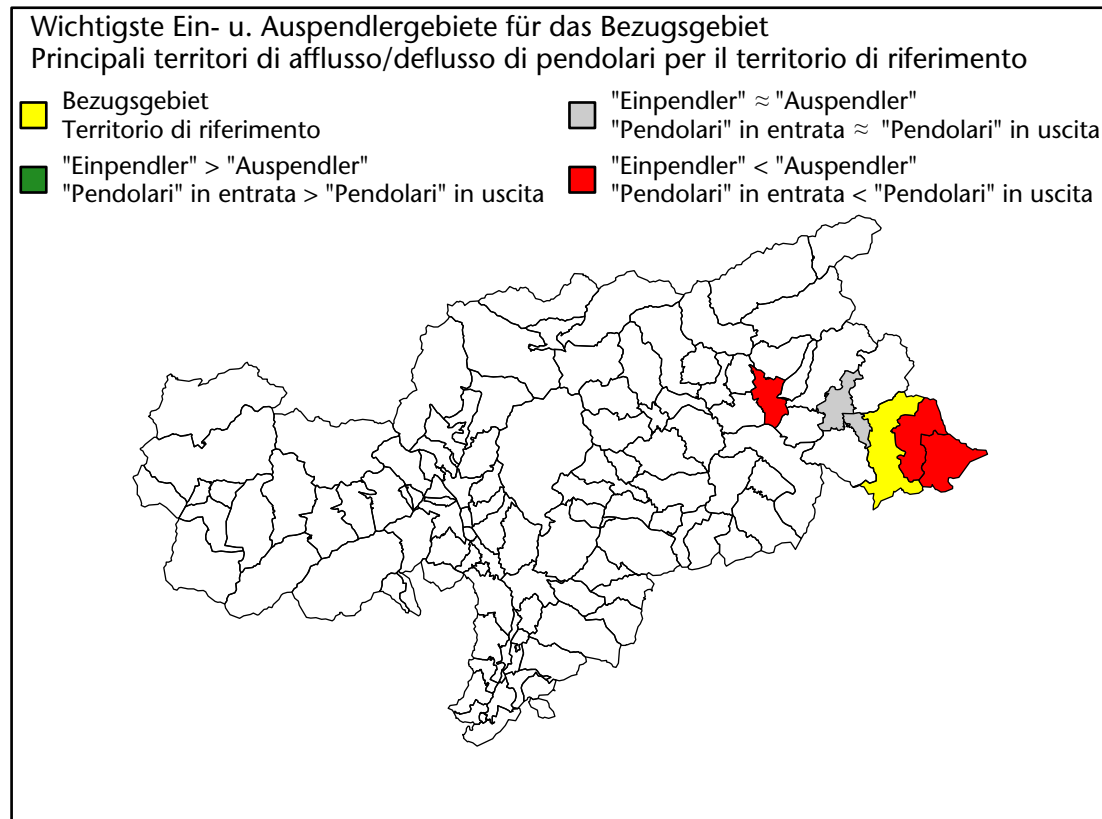 Wichtigste Ein- u. Auspendlergebiete für das Bezugsgebiet
Principali territori di afflusso/deflusso di pendolari per il territorio di riferimento
Bezugsgebiet
Territorio di riferimento
"Einpendler" > "Auspendler"
"Pendolari" in entrata > "Pendolari" in uscita
"Einpendler" ≈ "Auspendler"
"Pendolari" in entrata ≈ "Pendolari" in uscita
"Einpendler" < "Auspendler"
"Pendolari" in entrata < "Pendolari" in uscita